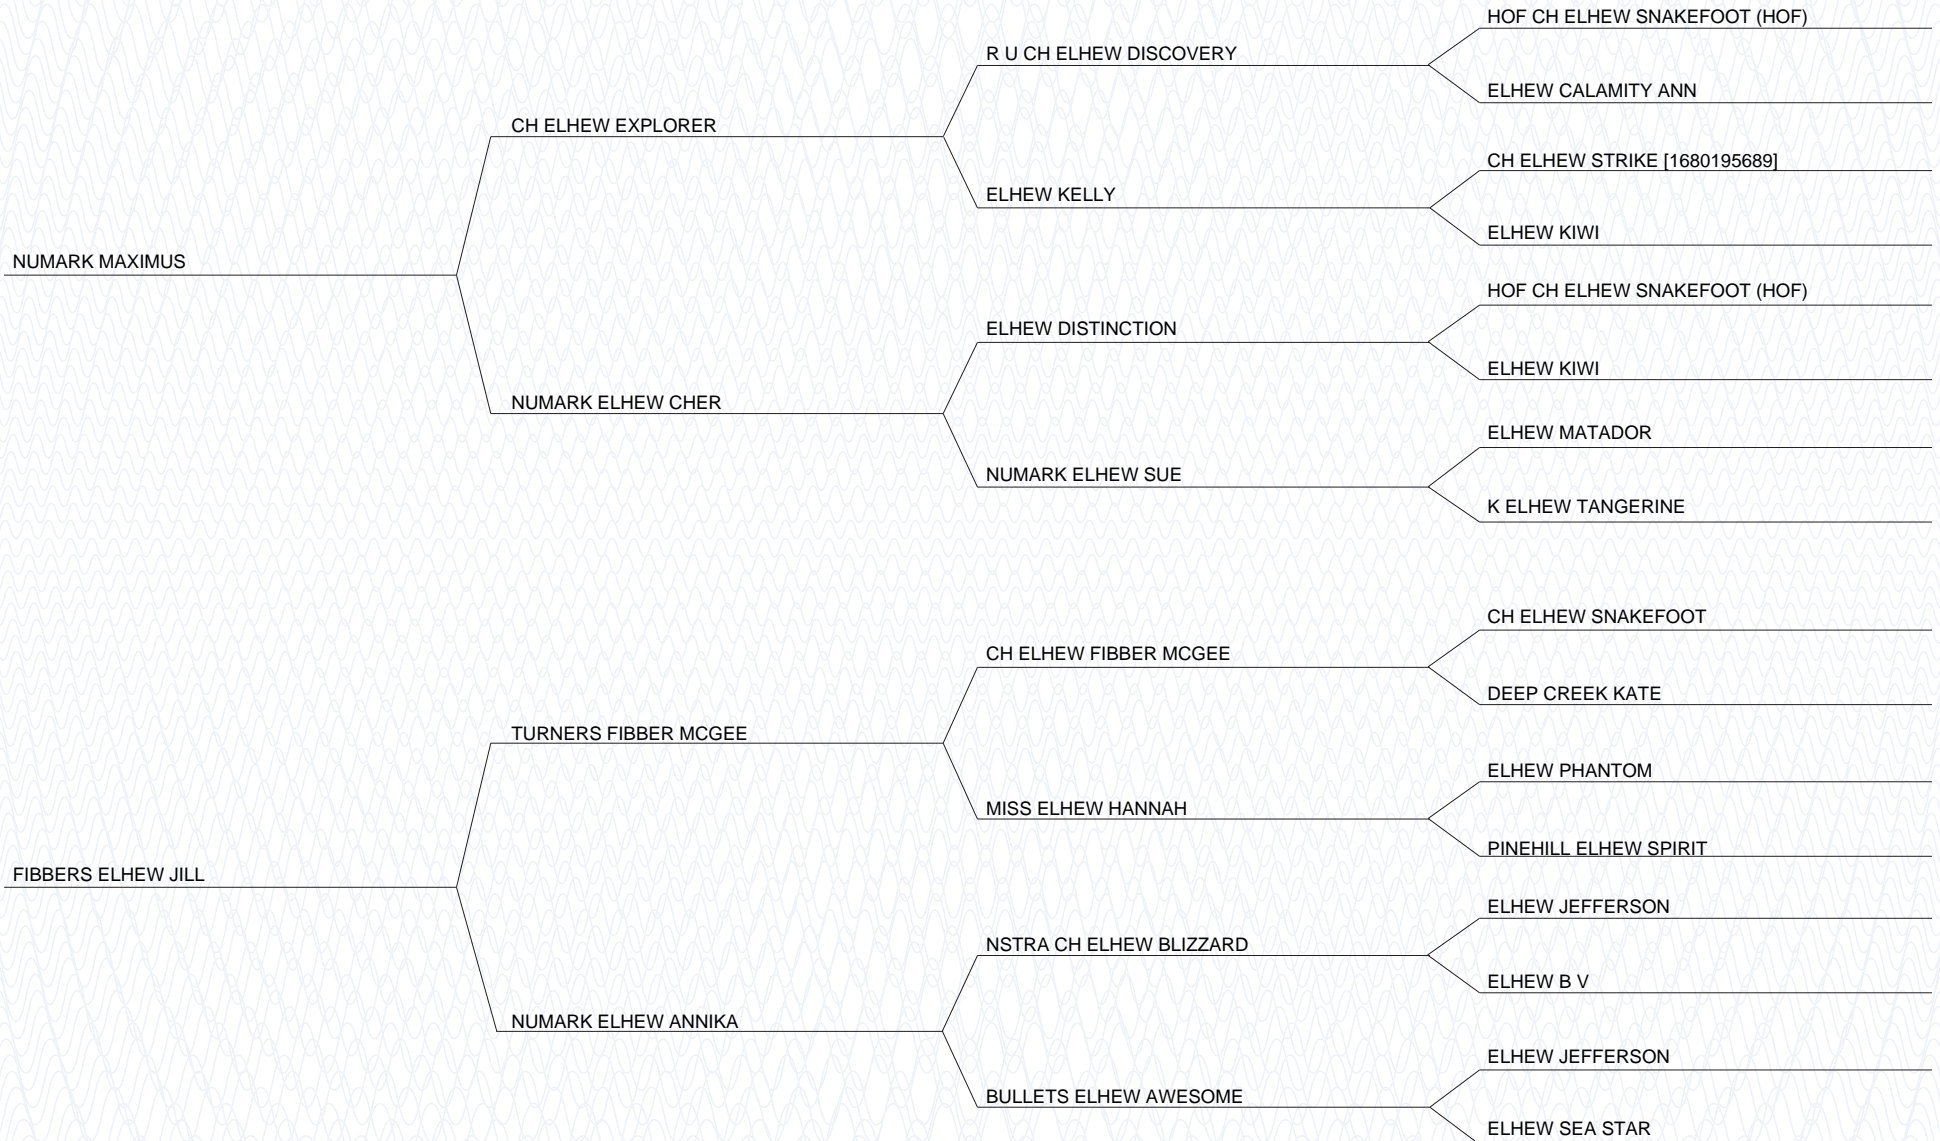 HOF CH ELHEW SNAKEFOOT (HOF)
R U CH ELHEW DISCOVERY
ELHEW CALAMITY ANN
CH ELHEW EXPLORER
CH ELHEW STRIKE [1680195689]
ELHEW KELLY
ELHEW KIWI
NUMARK MAXIMUS
HOF CH ELHEW SNAKEFOOT (HOF)
ELHEW DISTINCTION
ELHEW KIWI
NUMARK ELHEW CHER
ELHEW MATADOR
NUMARK ELHEW SUE
K ELHEW TANGERINE
CH ELHEW SNAKEFOOT
CH ELHEW FIBBER MCGEE
DEEP CREEK KATE
TURNERS FIBBER MCGEE
ELHEW PHANTOM
MISS ELHEW HANNAH
PINEHILL ELHEW SPIRIT
FIBBERS ELHEW JILL
ELHEW JEFFERSON
NSTRA CH ELHEW BLIZZARD
ELHEW B V
NUMARK ELHEW ANNIKA
ELHEW JEFFERSON
BULLETS ELHEW AWESOME
ELHEW SEA STAR